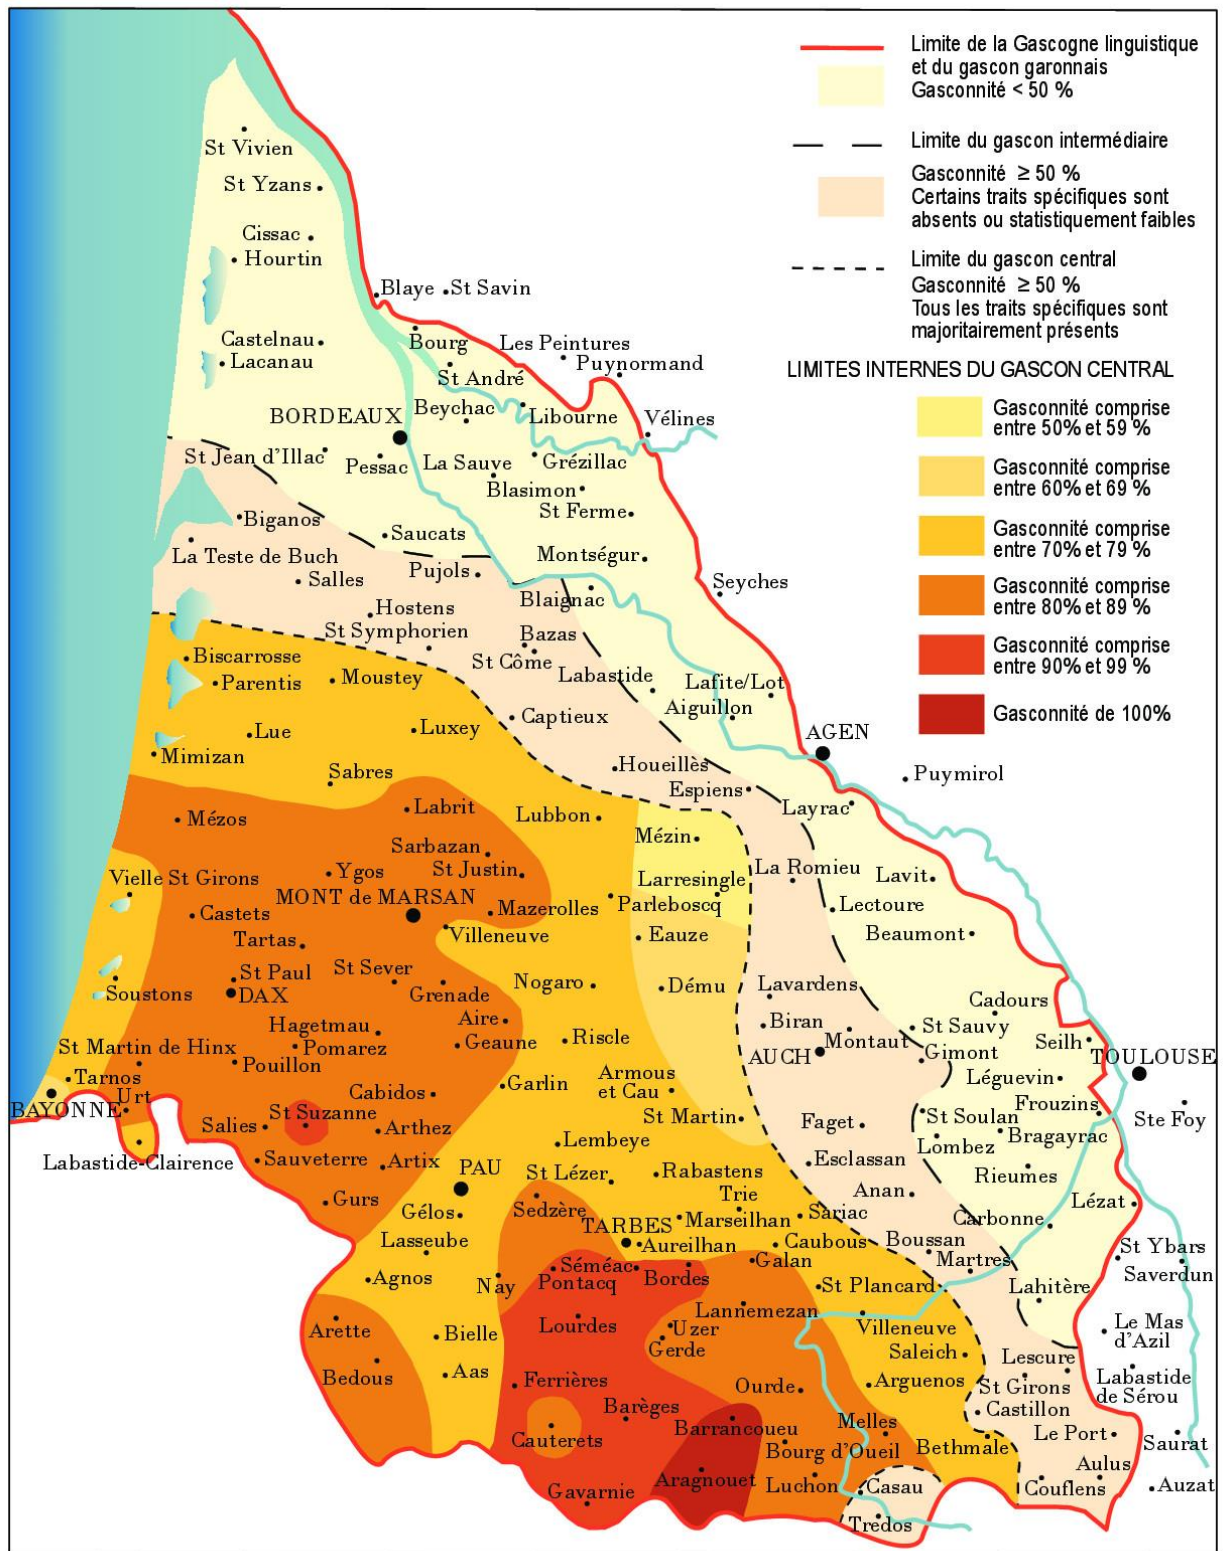 Limite de la Gascogne linguistique
et du gascon garonnais
Gasconnité < 50 %
Limite du gascon intermédiaire
Gasconnité ≥ 50 %
Certains traits spécifiques sont
absents ou statistiquement faibles
Limite du gascon central
Gasconnité ≥ 50 %
Tous les traits spécifiques sont
majoritairement présents
LIMITES INTERNES DU GASCON CENTRAL
Gasconnité comprise
entre 50% et 59 %
Gasconnité comprise
entre 60% et 69 %
Gasconnité comprise
entre 70% et 79 %
Gasconnité comprise
entre 80% et 89 %
Gasconnité comprise
entre 90% et 99 %
Gasconnité de 100%
St Vivien
St Yzans
Cissac
Hourtin
Blaye
St Savin
Castelnau
Lacanau
Bourg
Les Peintures
Puynormand
St André
BORDEAUX
Beychac
Libourne
Vélines
St Jean d'Illac
Pessac
La Sauve
Grézillac
Blasimon
St Ferme
Biganos
Saucats
La Teste de Buch
Montségur
Pujols
Salles
Seyches
Blaignac
Hostens
St Symphorien
Bazas
St Côme
Biscarrosse
Parentis
Moustey
Labastide
Lafite/Lot
Aiguillon
Captieux
Lue
Luxey
AGEN
Mimizan
Houeillès
Puymirol
Sabres
Espiens
Layrac
Mézos
Labrit
Lubbon
Mézin
Sarbazan
La Romieu
Vielle St Girons
Ygos
St Justin
Larresingle
Lavit
MONT de MARSAN
Parleboscq
Castets
Mazerolles
Lectoure
Villeneuve
Tartas
Eauze
Beaumont
St Paul
St Sever
Soustons
DAX
Grenade
Nogaro
Dému
Lavardens
Cadours
Aire
Hagetmau
Biran
St Sauvy
St Martin de Hinx
Pomarez
Geaune
Riscle
Montaut
Seilh
AUCH
Gimont
TOULOUSE
Pouillon
Tarnos
Garlin
Armous
et Cau
Léguevin
Cabidos
Urt
BAYONNE
St Suzanne
St Martin
Frouzins
St Soulan
Ste Foy
Salies
Arthez
Faget
Bragayrac
Lembeye
Lombez
Labastide-Clairence
Sauveterre
Artix
PAU
St Lézer
Rabastens
Esclassan
Rieumes
Gurs
Sedzère
Trie
Anan
Lézat
Gélos
Marseilhan
Sariac
Carbonne
TARBES
Lasseube
Aureilhan
Caubous
Boussan
St Ybars
Galan
Martres
Saverdun
Agnos
Nay
Séméac
Pontacq
Bordes
St Plancard
Lahitère
Lannemezan
Arette
Lourdes
Uzer
Villeneuve
Le Mas
d'Azil
Bielle
Gerde
Saleich
Lescure
Bedous
Aas
Ferrières
Ourde
Arguenos
St Girons
Labastide
de Sérou
Barèges
Castillon
Barrancoueu
Melles
Le Port
Cauterets
Bourg d'Oueil
Bethmale
Saurat
Aulus
Aragnouet
Luchon
Casau
Couflens
Auzat
Gavarnie
Tredos